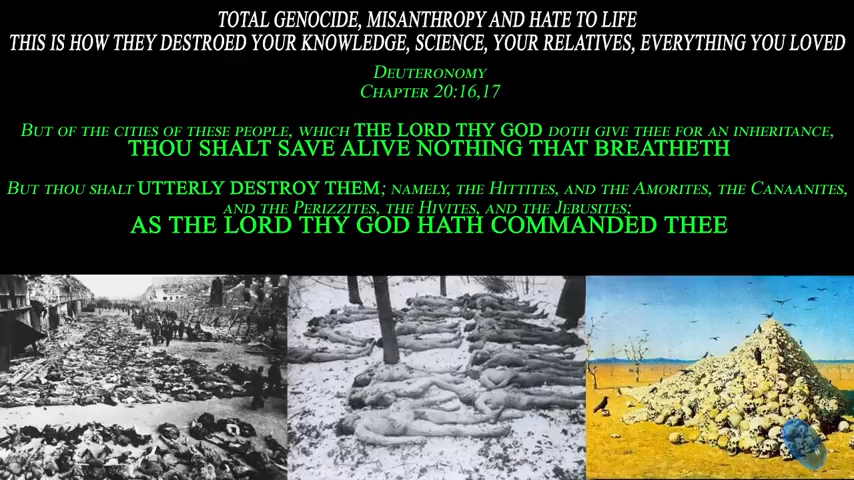 TOTAL GENOCIDE, MISANTHROPY AND HATE TO LIFE
THIS IS HOW THEY DESTROED YOUR KNOWLEDGE, SCIENCE, YOUR RELATIVES, EVERYTHING YOU LOVED
DEUTERONOMY
CHAPTER 20:16,17
BUT OF THE CITIES OF THESE PEOPLE, WHICH THE LORD THY GOD DOTH GIVE THEE FOR AN INHERITANCE,
THOU SHALT SAVE ALIVE NOTHING THAT BREATHETH
BUT THOU SHALT UTTERLY DESTROY THEM; NAMELY, THE HITTITES, AND THE AMORITES, THE CANAANITES,
AND THE PERIZZITES, THE HIVITES, AND THE JEBUSITES;
AS THE LORD THY GOD HATH COMMANDED THEE